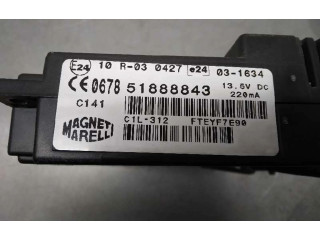 E24 10 R-03 0427 e24 03-1634
CE 0678 51888843 13.5V DC
C141 220mA
MAGNETI MARELLI C1L-312 FTEYF7E90